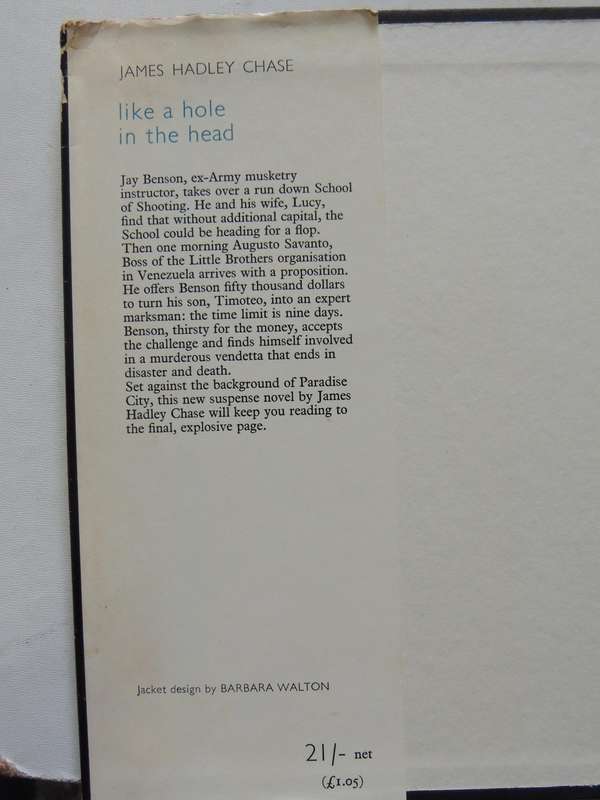 JAMES HADLEY CHASE
like a hole
in the head
Jay Benson, ex-Army musketry
instructor, takes over a run down School
of Shooting. He and his wife, Lucy,
find that without additional capital, the
School could be heading for a flop.
Then one morning Augusto Savanto,
Boss of the Little Brothers organisation
in Venezuela arrives with a proposition.
He offers Benson fifty thousand dollars
to turn his son, Timoteo, into an expert
marksman: the time limit is nine days.
Benson, thirsty for the money, accepts
the challenge and finds himself involved
in a murderous vendetta that ends in
disaster and death.
Set against the background of Paradise
City, this new suspense novel by James
Hadley Chase will keep you reading to
the final, explosive page.
Jacket design by BARBARA WALTON
21/- net
(£1.05)